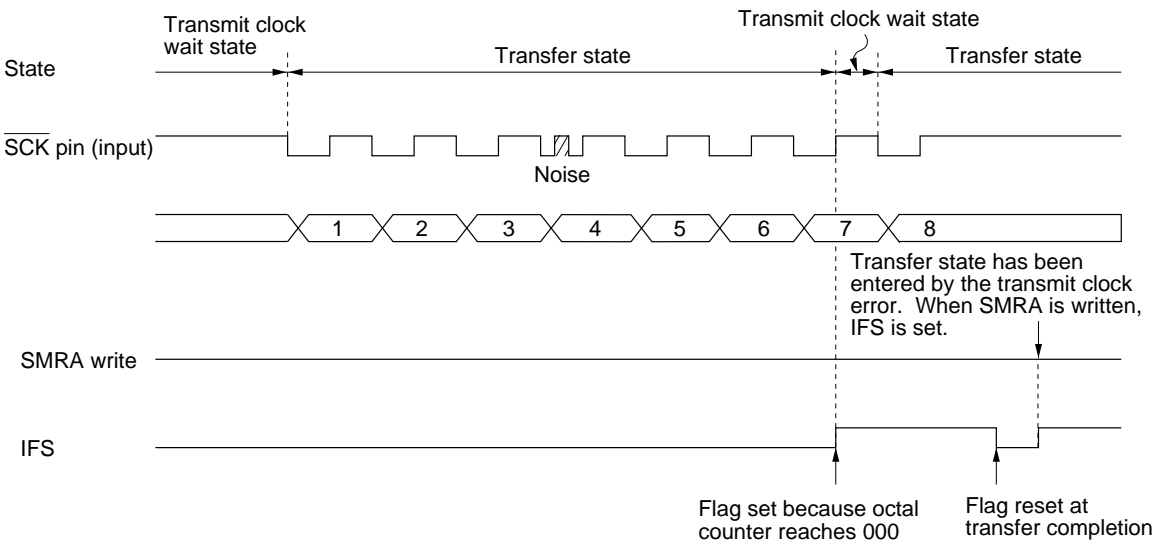 Transmit clock
wait state
Transmit clock wait state
State
Transfer state
Transfer state
SCK pin (input)
Noise
1 2 3 4 5 6 7 8
Transfer state has been
entered by the transmit clock
error. When SMRA is written,
IFS is set.
SMRA write
IFS
Flag set because octal
counter reaches 000
Flag reset at
transfer completion